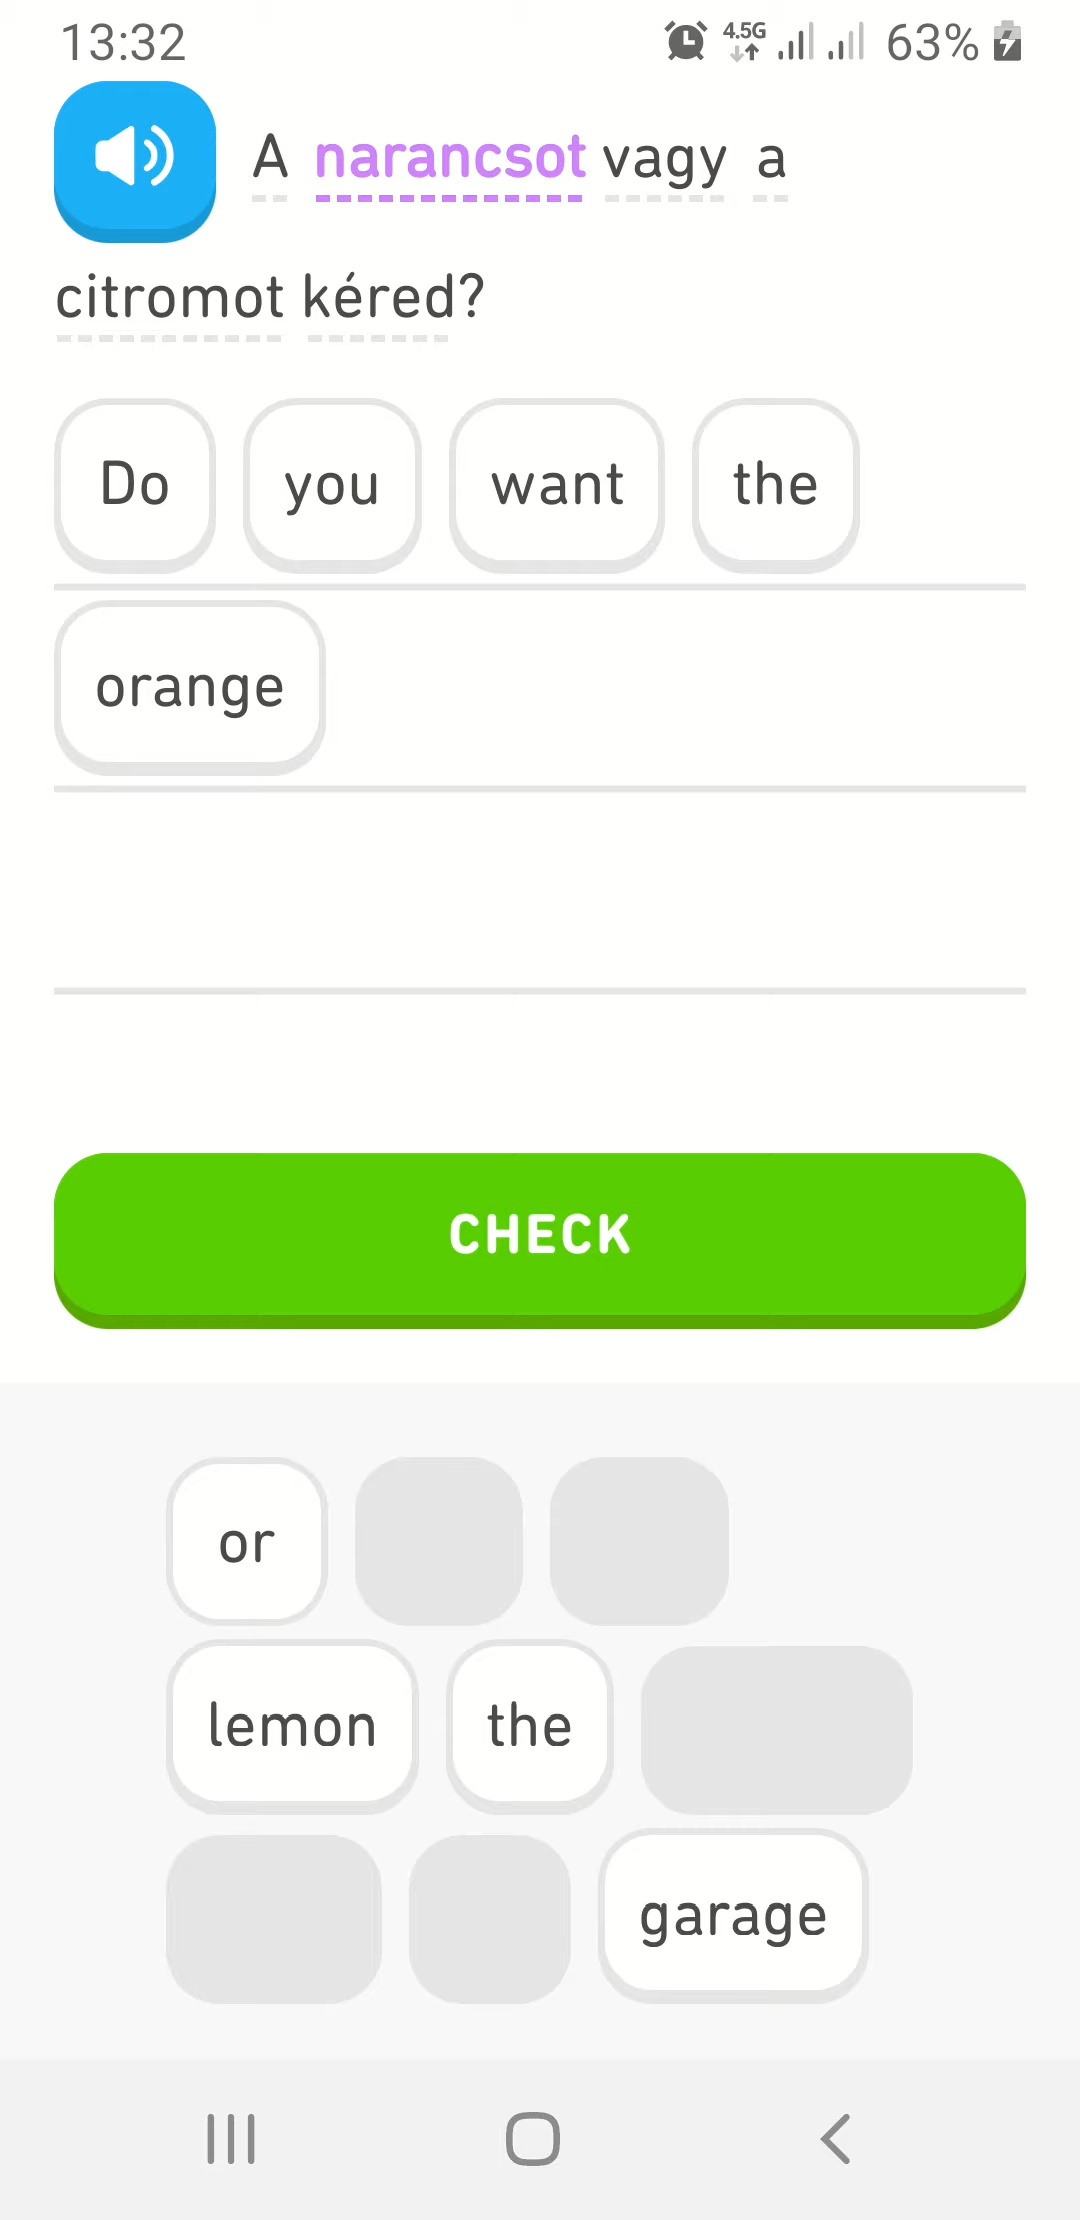 13:32 4.5G 63%
A narancsot vagy a
citromot kéred?
Do you want the
orange
CHECK
or
lemon the
garage